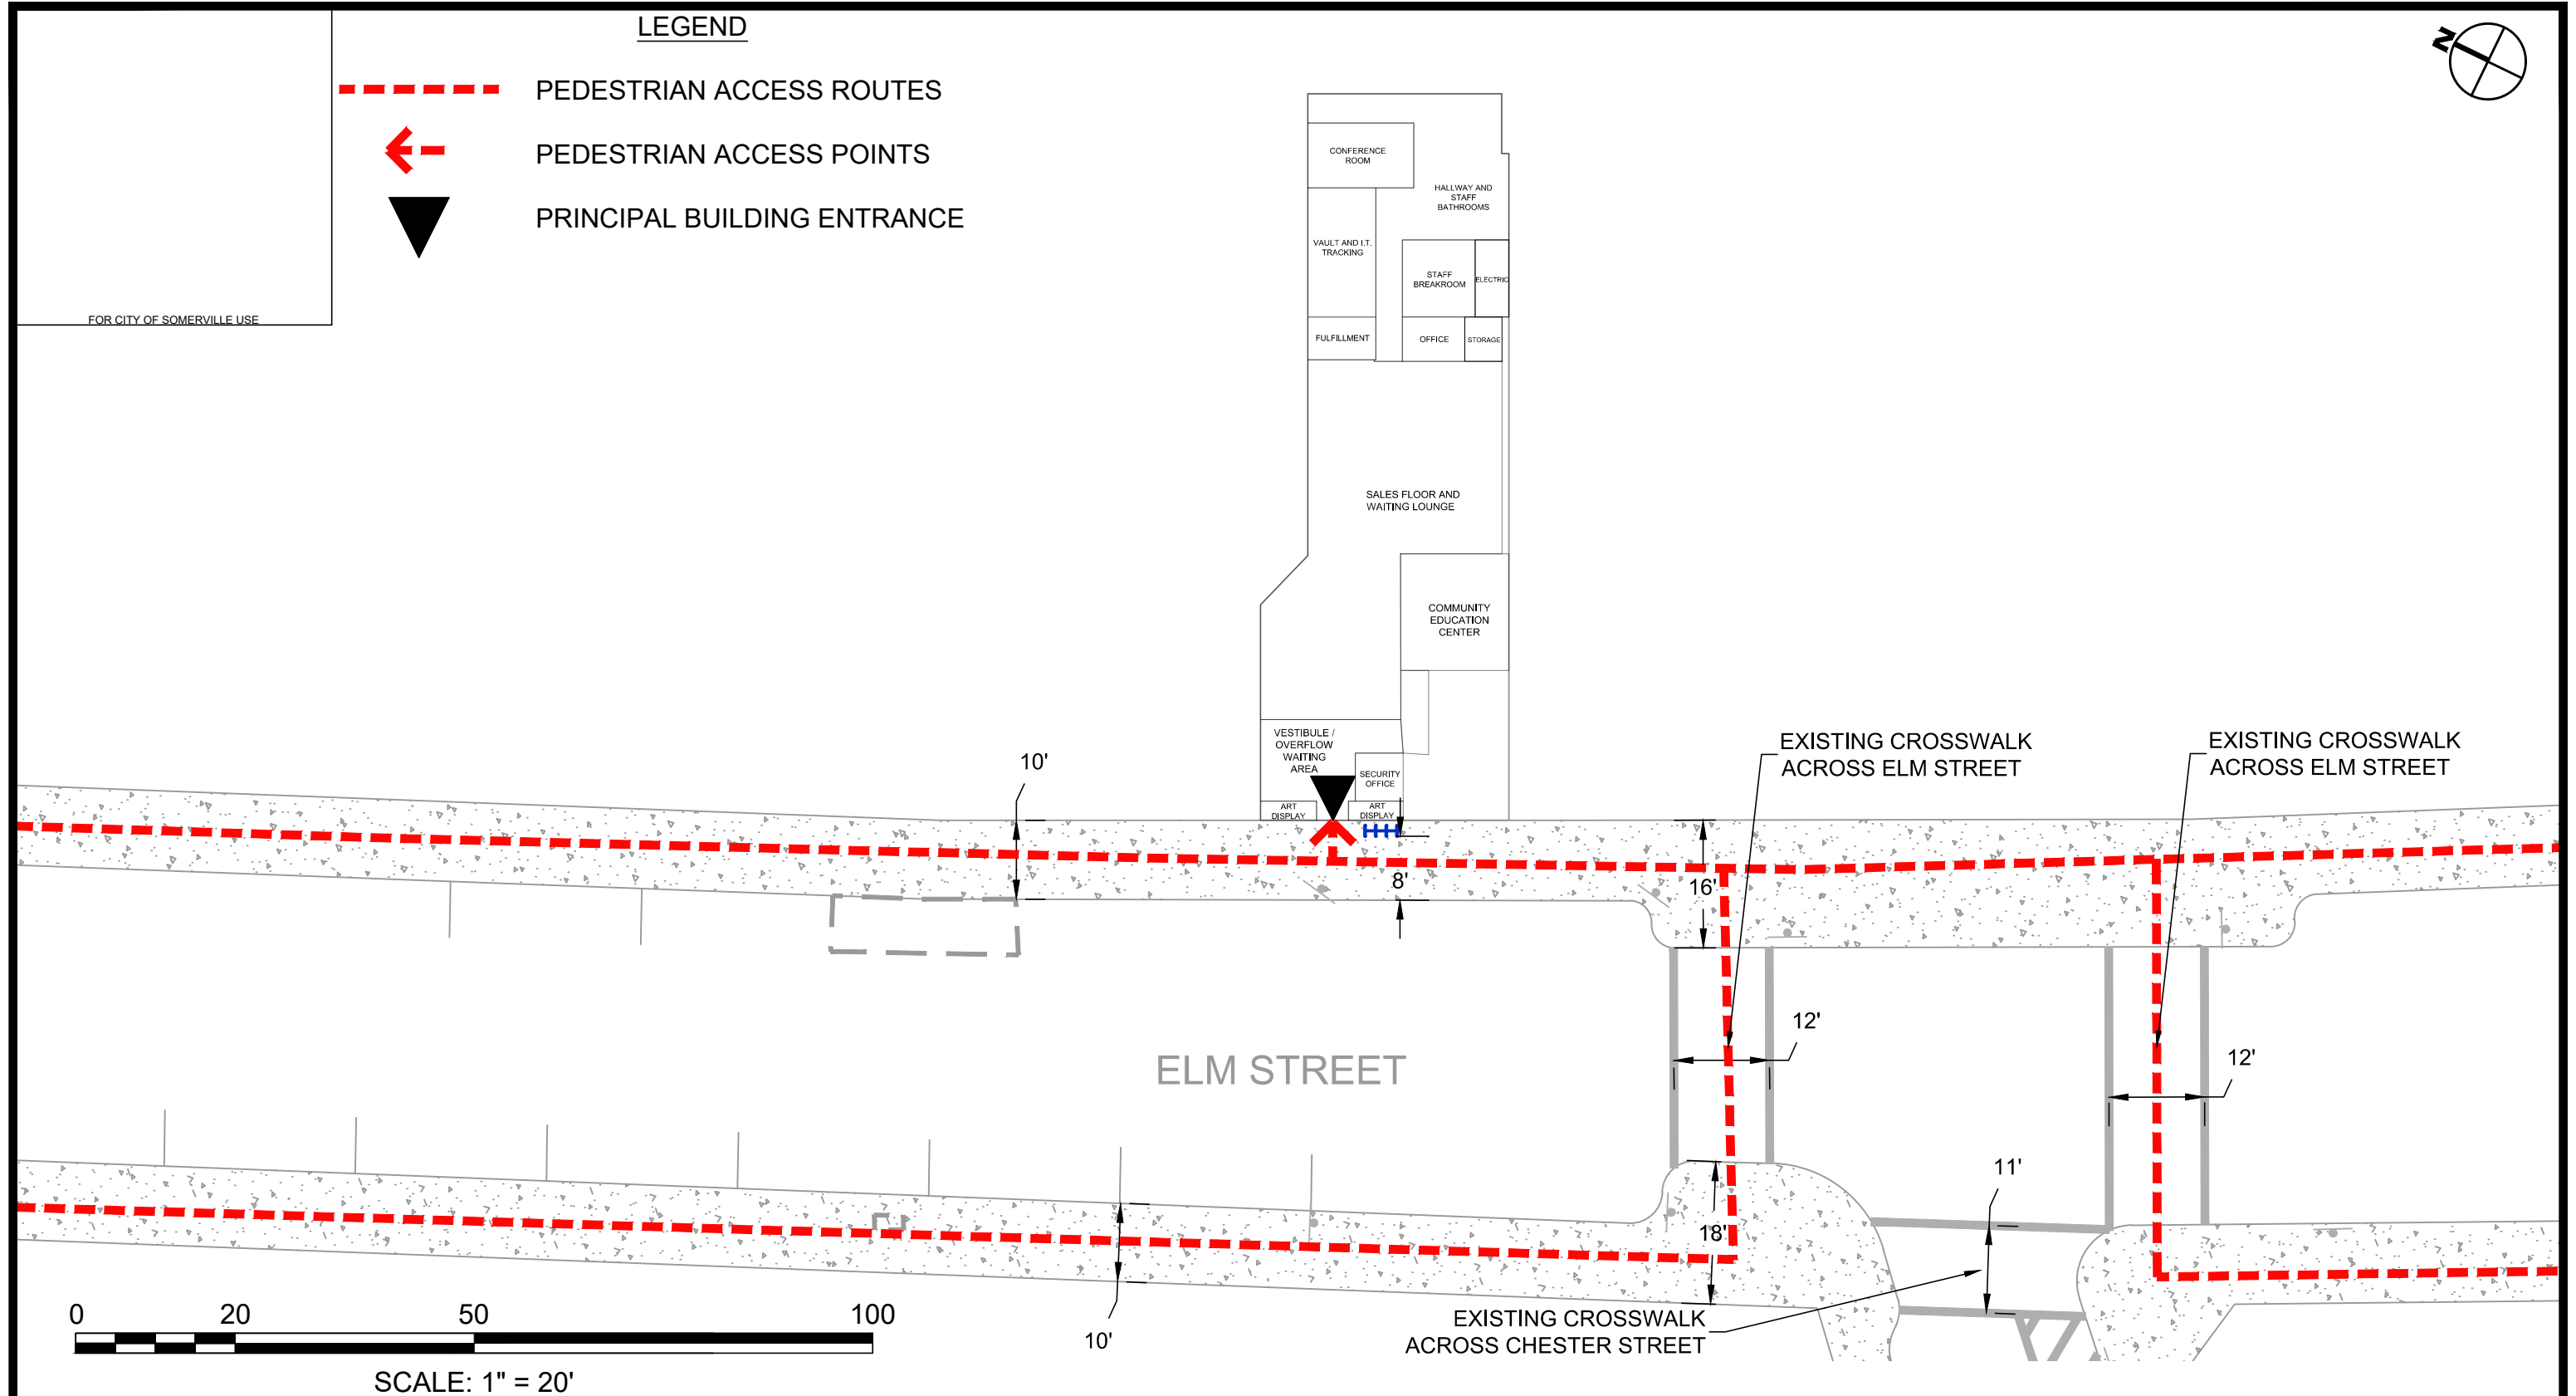 LEGEND
PEDESTRIAN ACCESS ROUTES
PEDESTRIAN ACCESS POINTS
PRINCIPAL BUILDING ENTRANCE
FOR CITY OF SOMERVILLE USE
N
CONFERENCE
ROOM
HALLWAY AND
STAFF
BATHROOMS
VAULT AND I.T.
TRACKING
STAFF
BREAKROOM
ELECTRIC
FULFILLMENT
OFFICE
STORAGE
SALES FLOOR AND
WAITING LOUNGE
COMMUNITY
EDUCATION
CENTER
VESTIBULE /
OVERFLOW
WAITING
AREA
SECURITY
OFFICE
ART
DISPLAY
ART
DISPLAY
10'
8'
16'
EXISTING CROSSWALK
ACROSS ELM STREET
EXISTING CROSSWALK
ACROSS ELM STREET
12'
12'
ELM STREET
11'
18'
10'
EXISTING CROSSWALK
ACROSS CHESTER STREET
0 20 50 100
SCALE: 1" = 20'